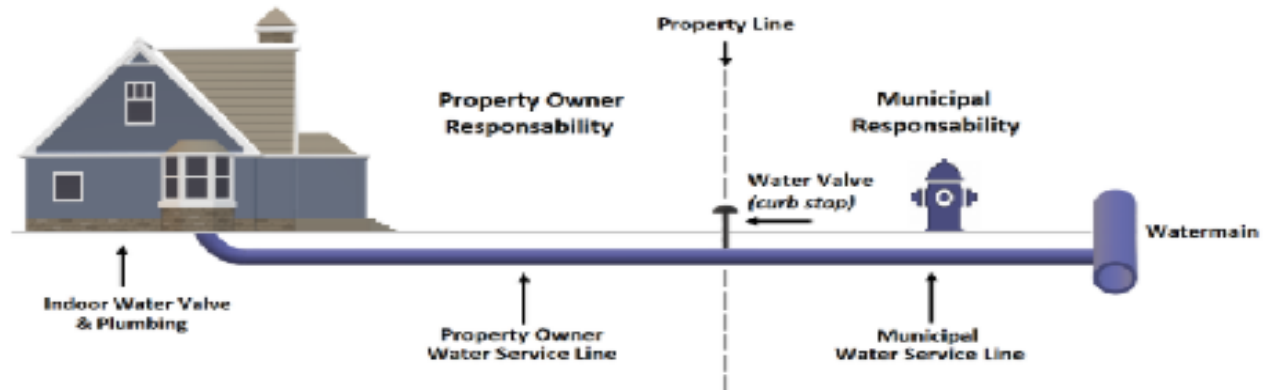 Property Line
Property Owner
Responsability
Municipal
Responsability
Water Valve
(curb stop)
Watermain
Indoor Water Valve
& Plumbing
Property Owner
Water Service Line
Municipal
Water Service Line